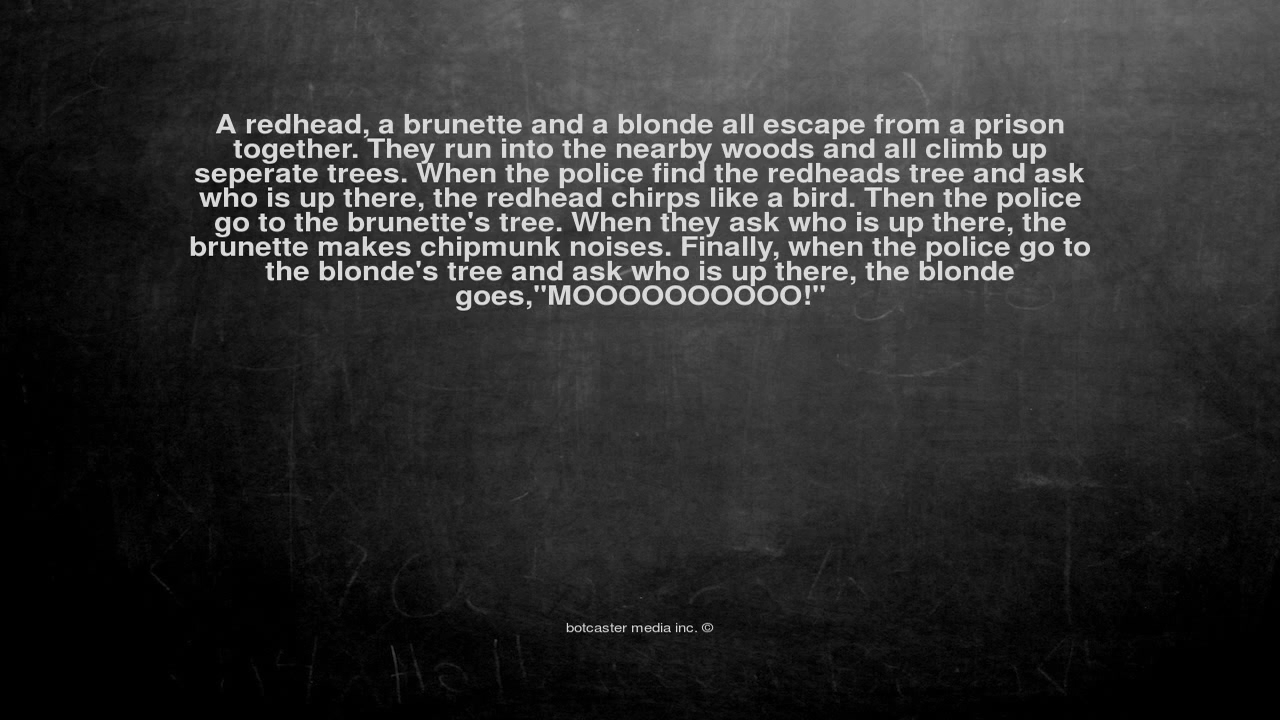 A redhead, a brunette and a blonde all escape from a prison
together. They run into the nearby woods and all climb up
seperate trees. When the police find the redheads tree and ask
who is up there, the redhead chirps like a bird. Then the police
go to the brunette's tree. When they ask who is up there, the
brunette makes chipmunk noises. Finally, when the police go to
the blonde's tree and ask who is up there, the blonde
goes,"MOOOOOOOOOO!"
botcaster media inc. ©